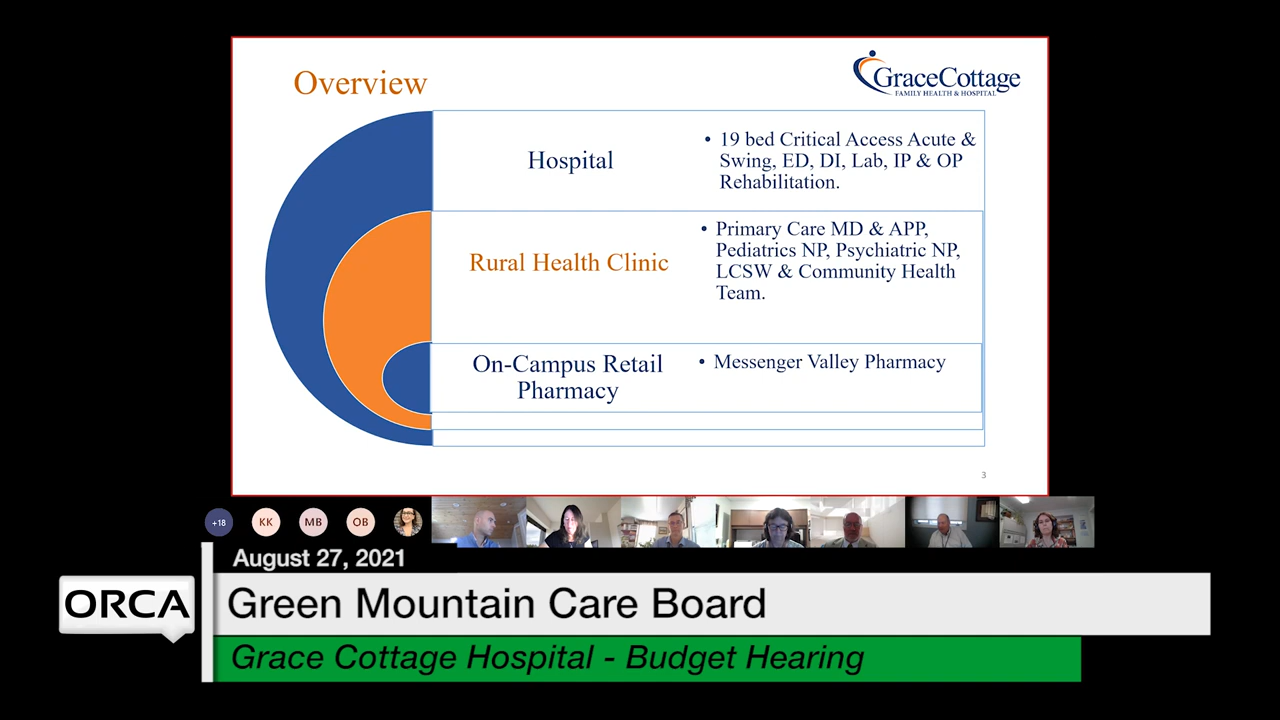 Overview
GraceCottage
FAMILY HEALTH & HOSPITAL
Hospital
• 19 bed Critical Access Acute &
Swing, ED, DI, Lab, IP & OP
Rehabilitation.
Rural Health Clinic
• Primary Care MD & APP,
Pediatrics NP, Psychiatric NP,
LCSW & Community Health
Team.
On-Campus Retail
Pharmacy
• Messenger Valley Pharmacy
3
+18
KK
MB
OB
August 27, 2021
ORCA
Green Mountain Care Board
Grace Cottage Hospital - Budget Hearing